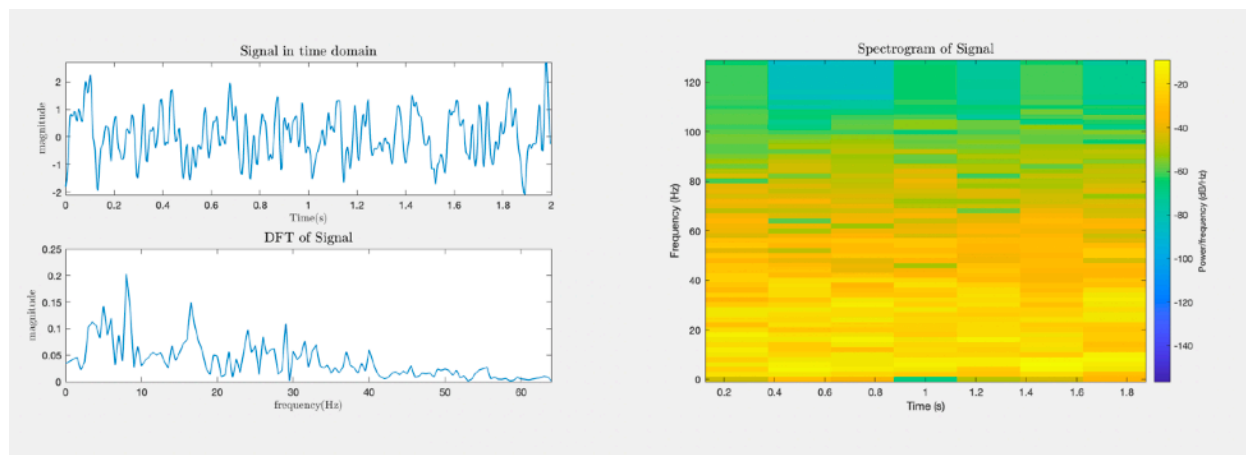 Signal in time domain
magnitude
2
1
0
-1
-2
0 0.2 0.4 0.6 0.8 1 1.2 1.4 1.6 1.8 2
Time(s)
DFT of Signal
magnitude
0.25
0.2
0.15
0.1
0.05
0
0 10 20 30 40 50 60
frequency(Hz)
Spectrogram of Signal
Frequency (Hz)
120
100
80
60
40
20
0
0.2 0.4 0.6 0.8 1 1.2 1.4 1.6 1.8
Time (s)
-20
-40
-60
-80
-100
-120
-140
Power/frequency (dB/Hz)